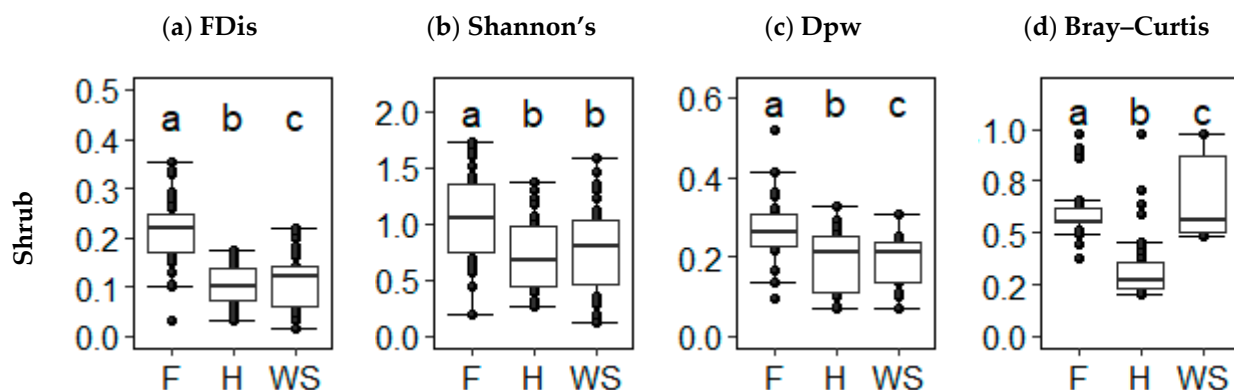 (a) FDis
(b) Shannon’s
(c) Dpw
(d) Bray–Curtis
Shrub
0.5
0.4
0.3
0.2
0.1
0.0
a b c
F H WS
2.0
1.5
1.0
0.5
0.0
a b b
F H WS
0.6
0.4
0.2
0.0
a b c
F H WS
1.0
0.8
0.5
0.2
0.0
a b c
F H WS